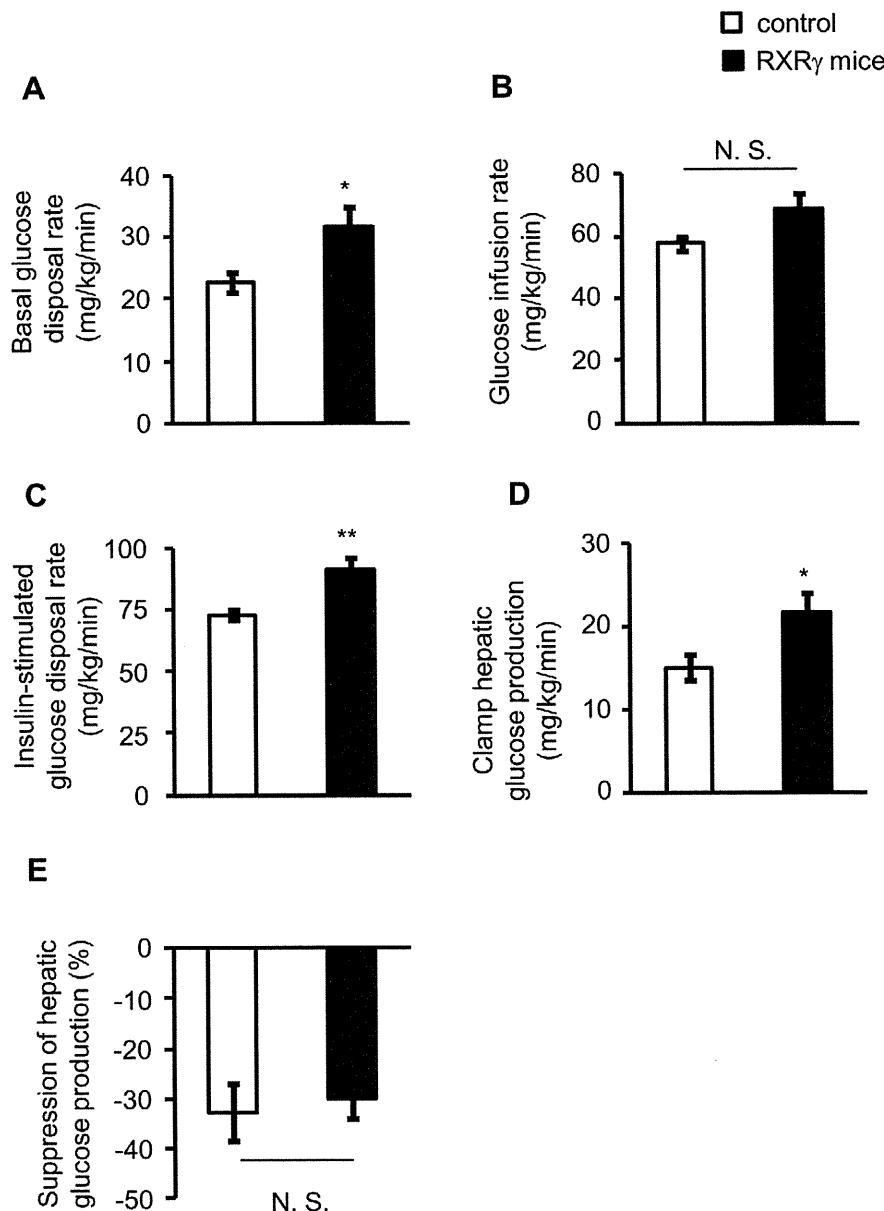 control
RXRγ mice
A
Basal glucose
disposal rate
(mg/kg/min)
40
30
20
10
0
*
B
Glucose infusion rate
(mg/kg/min)
80
60
40
20
0
N. S.
C
Insulin-stimulated
glucose disposal rate
(mg/kg/min)
100
75
50
25
0
**
D
Clamp hepatic
glucose production
(mg/kg/min)
30
20
10
0
*
E
Suppression of hepatic
glucose production (%)
0
-10
-20
-30
-40
-50
N. S.